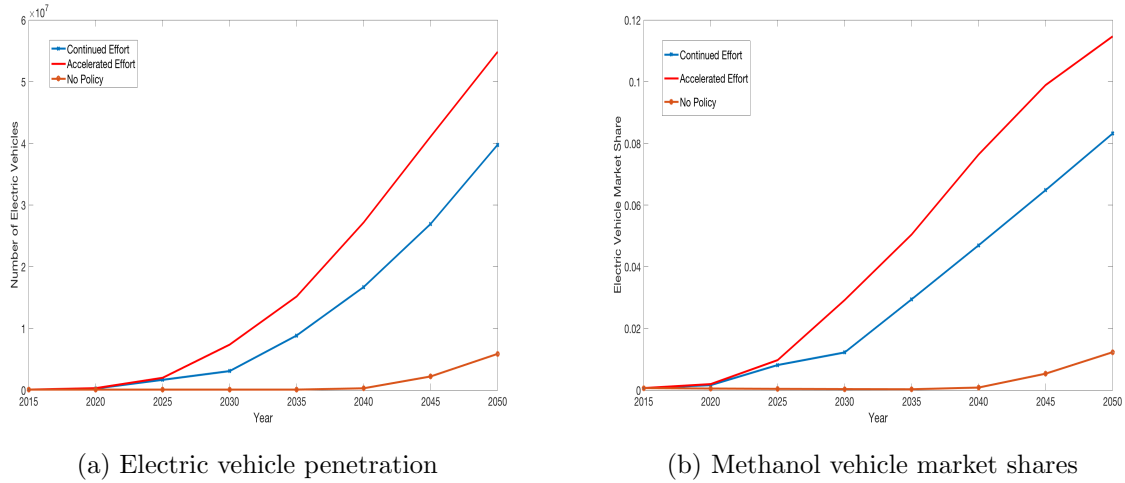 ×10^7
6
5
4
3
2
1
0
Number of Electric Vehicles
Continued Effort
Accelerated Effort
No Policy
2015 2020 2025 2030 2035 2040 2045 2050
Year
(a) Electric vehicle penetration
0.12
0.1
0.08
0.06
0.04
0.02
0
Electric Vehicle Market Share
Continued Effort
Accelerated Effort
No Policy
2015 2020 2025 2030 2035 2040 2045 2050
Year
(b) Methanol vehicle market shares